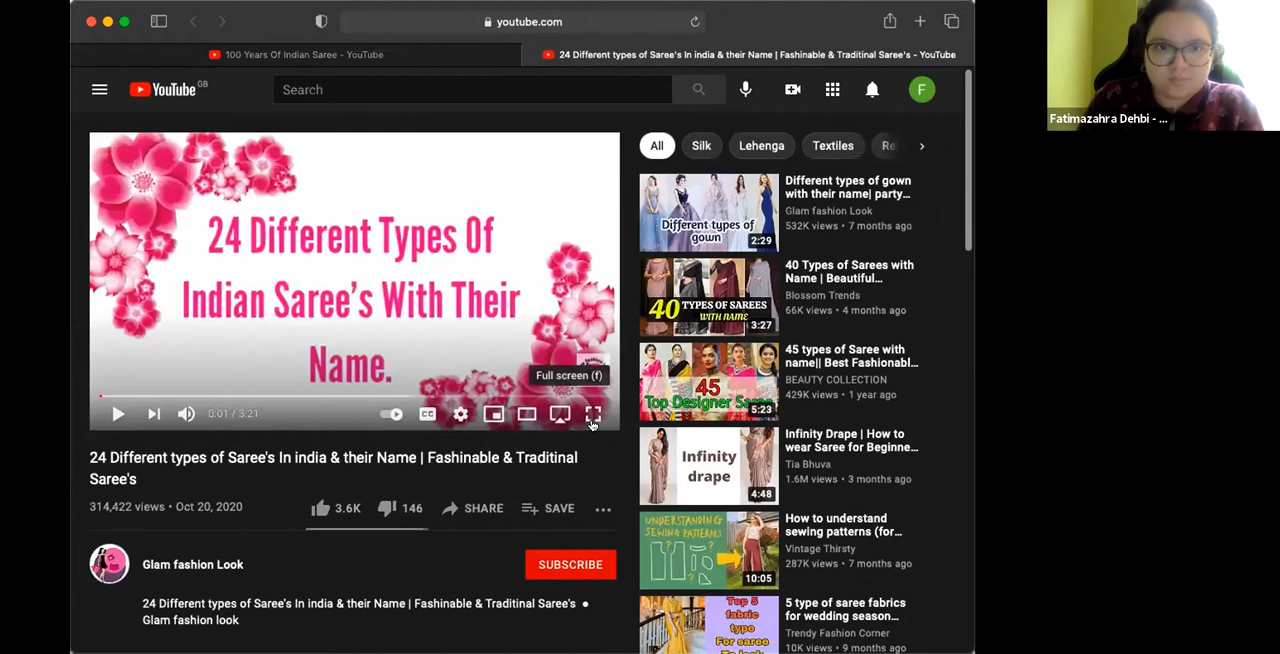 youtube.com
100 Years Of Indian Saree - YouTube
24 Different types of Saree's In india & their Name | Fashinable & Traditinal Saree's - YouTube
YouTube GB
Search
F
24 Different Types Of
Indian Saree's With Their
Name.
Full screen (f)
0:01 / 3:21
CC
24 Different types of Saree's In india & their Name | Fashinable & Traditinal
Saree's
314,422 views • Oct 20, 2020
3.6K
146
SHARE
SAVE
Glam fashion Look
SUBSCRIBE
24 Different types of Saree's In india & their Name | Fashinable & Traditinal Saree's ●
Glam fashion look
All
Silk
Lehenga
Textiles
Re
Different types of
gown
2:29
Different types of gown
with their name| party…
Glam fashion Look
532K views • 7 months ago
40 TYPES OF SAREES
WITH NAME
3:27
40 Types of Sarees with
Name | Beautiful…
Blossom Trends
66K views • 4 months ago
45
Top Designer
5:23
45 types of Saree with
name|| Best Fashionabl…
BEAUTY COLLECTION
429K views • 1 year ago
Infinity
drape
4:48
Infinity Drape | How to
wear Saree for Beginne…
Tia Bhuva
1.6M views • 3 months ago
UNDERSTANDING
SEWING PATTERNS
10:05
How to understand
sewing patterns (for…
Vintage Thirsty
287K views • 7 months ago
Top 5
fabric
type
For saree
5 type of saree fabrics
for wedding season…
Trendy Fashion Corner
10K views • 9 months ago
Fatimazahra Dehbi - ...